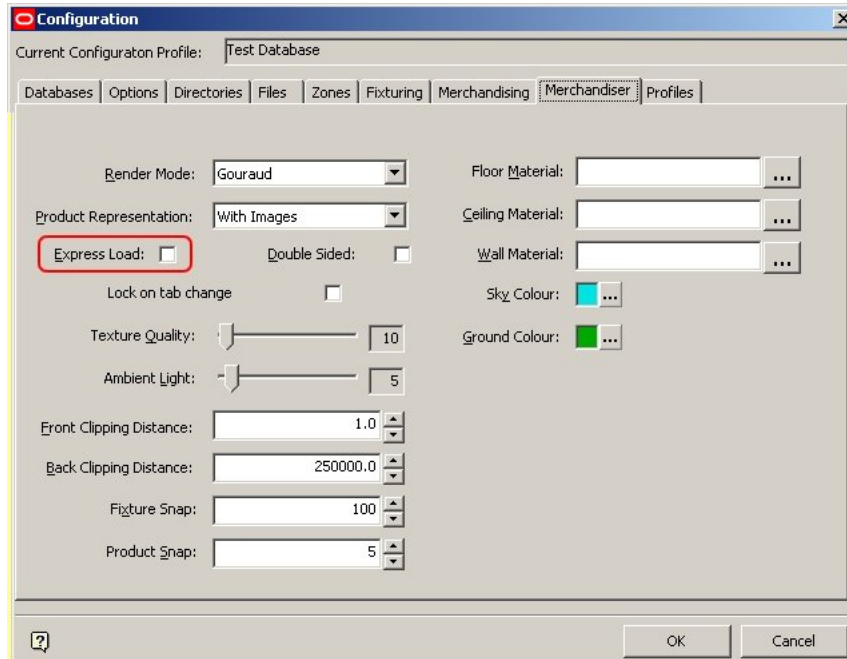 Configuration
Current Configuraton Profile: Test Database
Databases Options Directories Files Zones Fixturing Merchandising Merchandiser Profiles
Render Mode: Gouraud Floor Material: ...
Product Representation: With Images Ceiling Material: ...
Express Load: Double Sided: Wall Material: ...
Lock on tab change Sky Colour: ...
Texture Quality: 10 Ground Colour: ...
Ambient Light: 5
Front Clipping Distance: 1.0
Back Clipping Distance: 250000.0
Fixture Snap: 100
Product Snap: 5
? OK Cancel